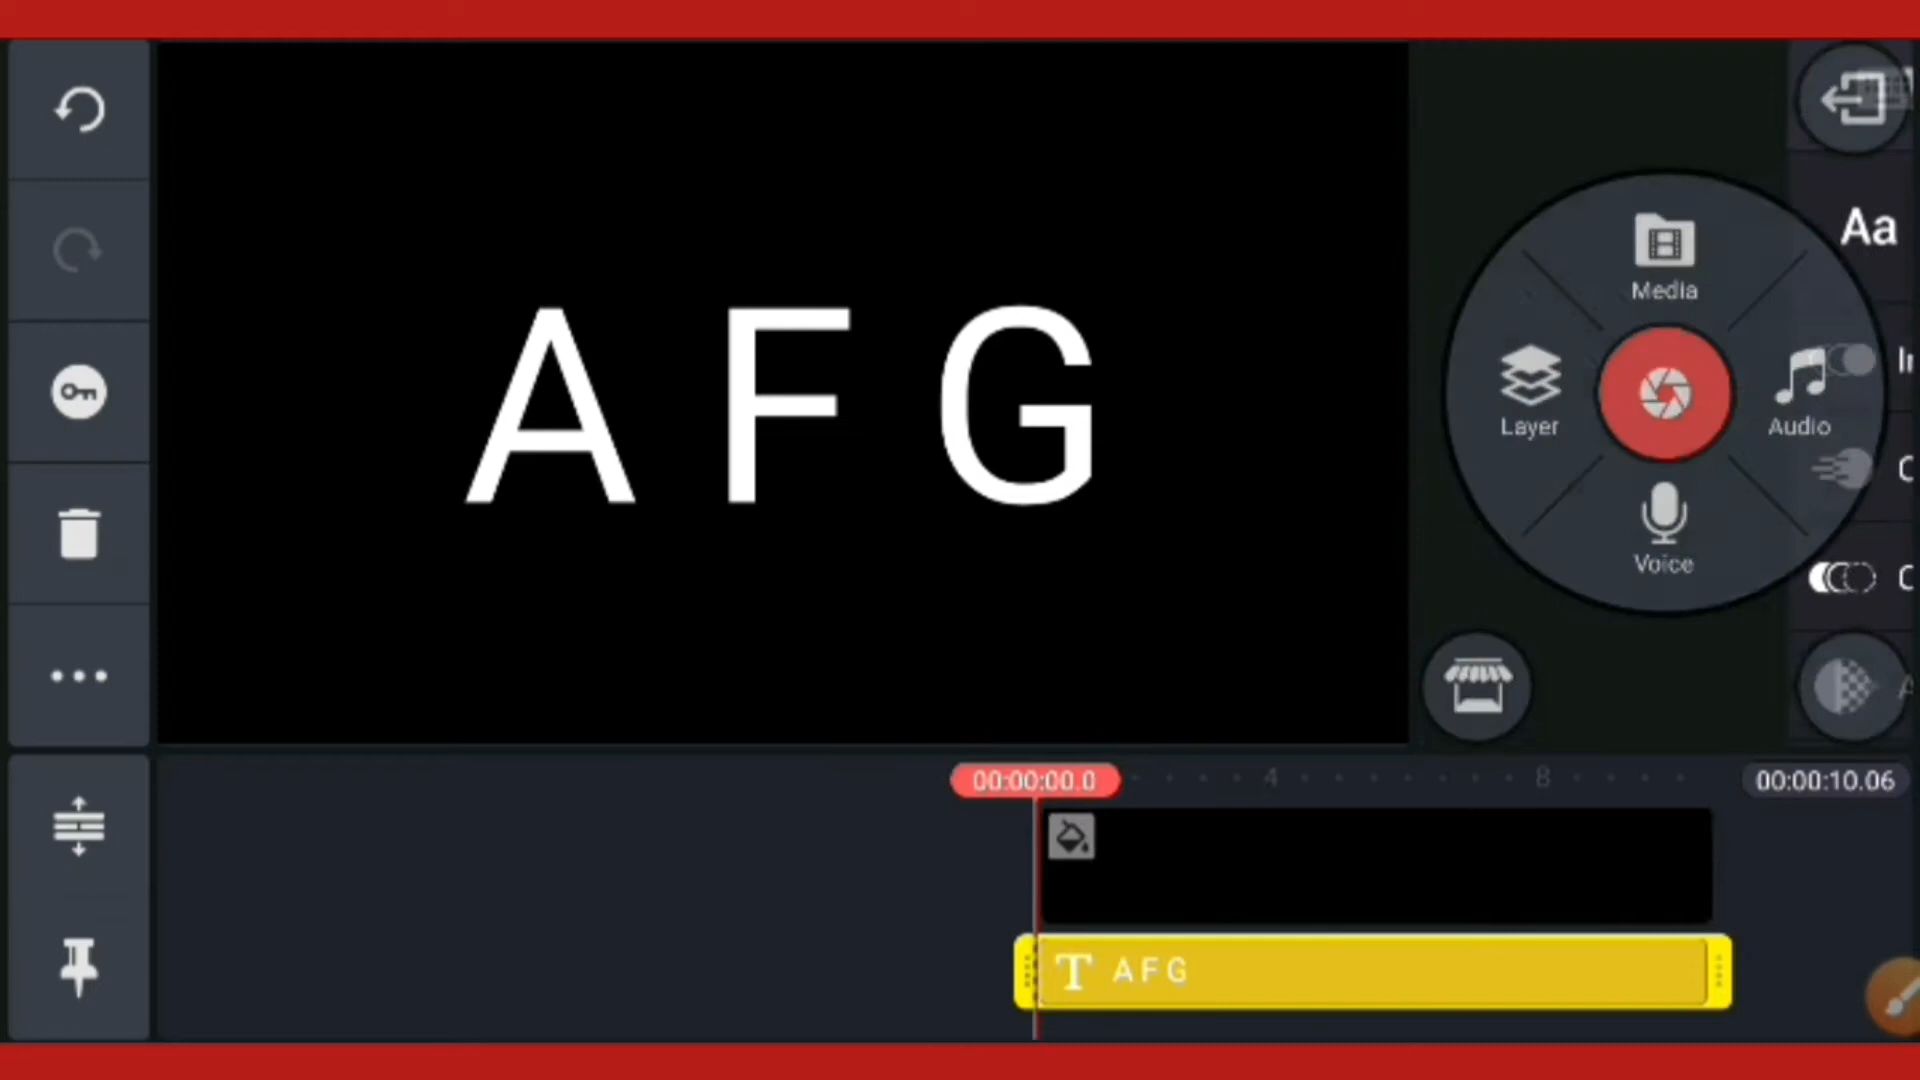 A F G
Aa
Media
Layer
Audio
Voice
00:00:00.0
4
8
00:00:10.06
T A F G